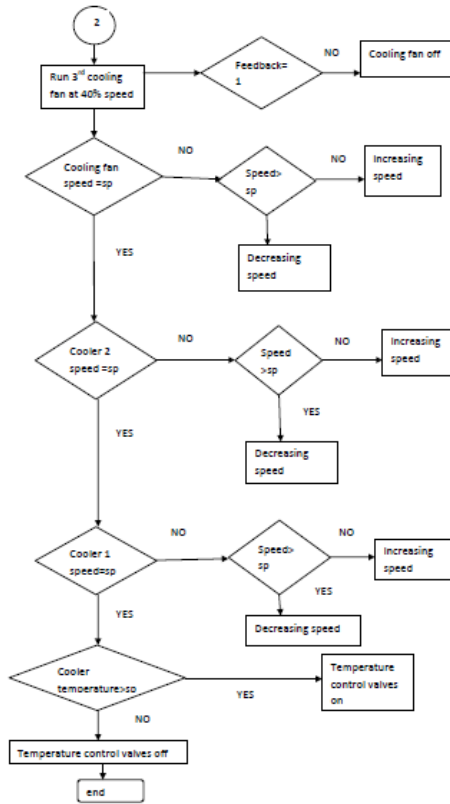 2
Run 3rd cooling
fan at 40% speed
Feedback=
1
NO
Cooling fan off
Cooling fan
speed =sp
NO
Speed>
sp
NO
Increasing
speed
YES
Decreasing
speed
Cooler 2
speed =sp
NO
Speed
>sp
NO
Increasing
speed
YES
YES
Decreasing
speed
Cooler 1
speed=sp
NO
Speed>
sp
NO
Increasing
speed
YES
YES
Decreasing speed
Cooler
temoerature>so
YES
Temperature
control valves
on
NO
Temperature control valves off
end